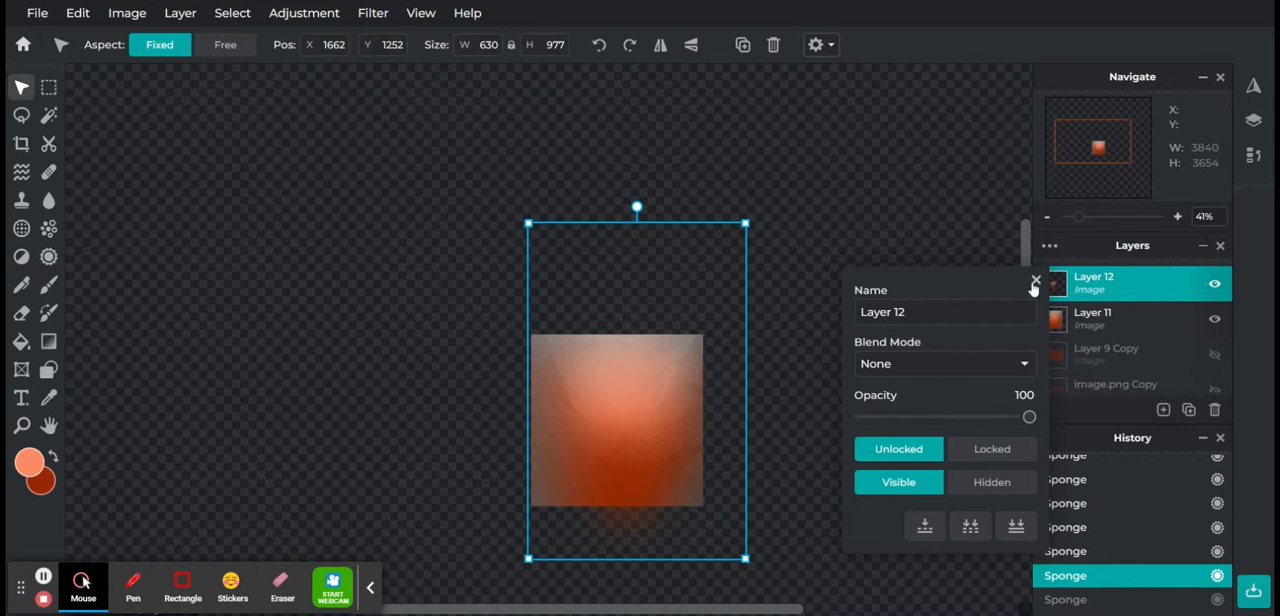 File Edit Image Layer Select Adjustment Filter View Help
Aspect: Fixed Free Pos: X 1662 Y 1252 Size: W 630 H 977
Navigate
X:
Y:
W: 3840
H: 3654
- + 41%
Layers
Layer 12
Image
Layer 11
Image
Layer 9 Copy
Image
image.png Copy
Name
Layer 12
Blend Mode
None
Opacity 100
Unlocked Locked
Visible Hidden
History
Sponge
Sponge
Sponge
Sponge
Sponge
Sponge
Sponge
Mouse Pen Rectangle Stickers Eraser START
WEBCAM